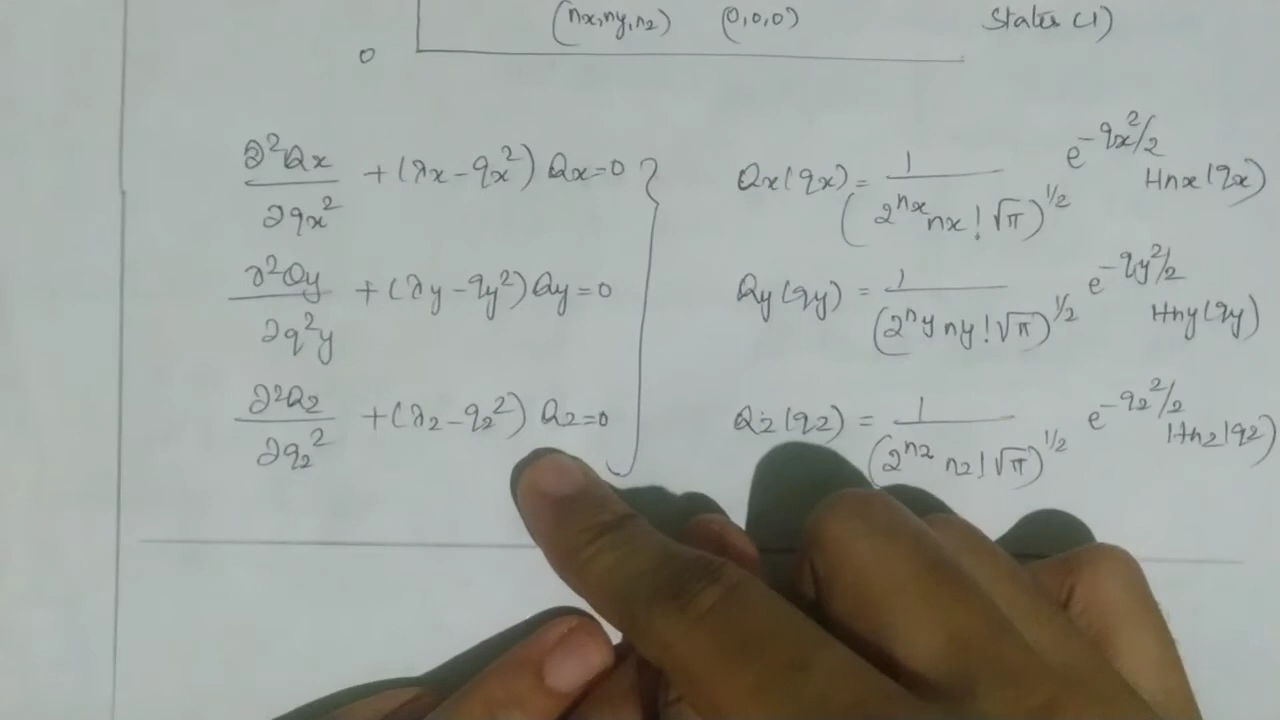 (nx,ny,nz) (0,0,0) States (1)
0
∂²Qx/∂qx² + (λx - qx²) Qx = 0 Qx(qx) = 1/(2^nx nx! √π)^1/2 e^-qx²/2 Hnx(qx)
∂²Qy/∂q²y + (λy - qy²) Qy = 0 Qy(qy) = 1/(2^ny ny! √π)^1/2 e^-qy²/2 Hny(qy)
∂²Qz/∂qz² + (λz - qz²) Qz = 0 Qz(qz) = 1/(2^nz nz! √π)^1/2 e^-qz²/2 Hnz(qz)